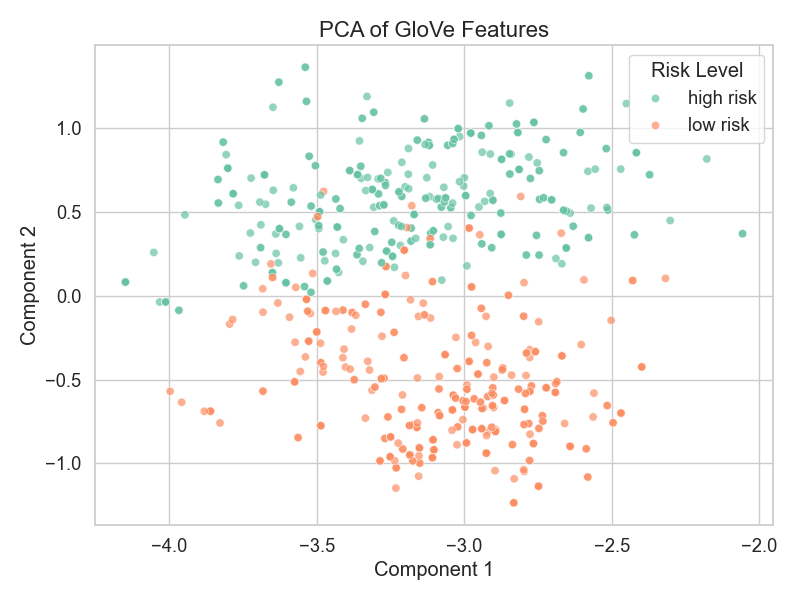 PCA of GloVe Features
Risk Level
high risk
low risk
1.0
0.5
0.0
−0.5
−1.0
Component 2
−4.0 −3.5 −3.0 −2.5 −2.0
Component 1